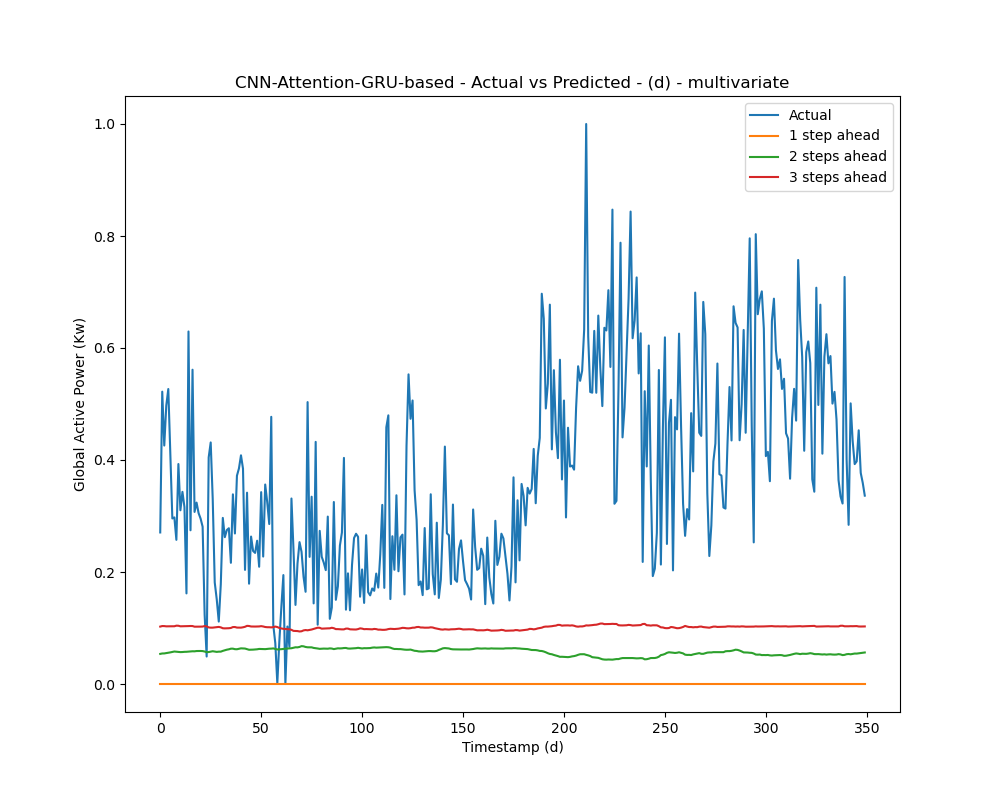 CNN-Attention-GRU-based - Actual vs Predicted - (d) - multivariate
Actual
1 step ahead
2 steps ahead
3 steps ahead
Global Active Power (Kw)
1.0
0.8
0.6
0.4
0.2
0.0
0 50 100 150 200 250 300 350
Timestamp (d)